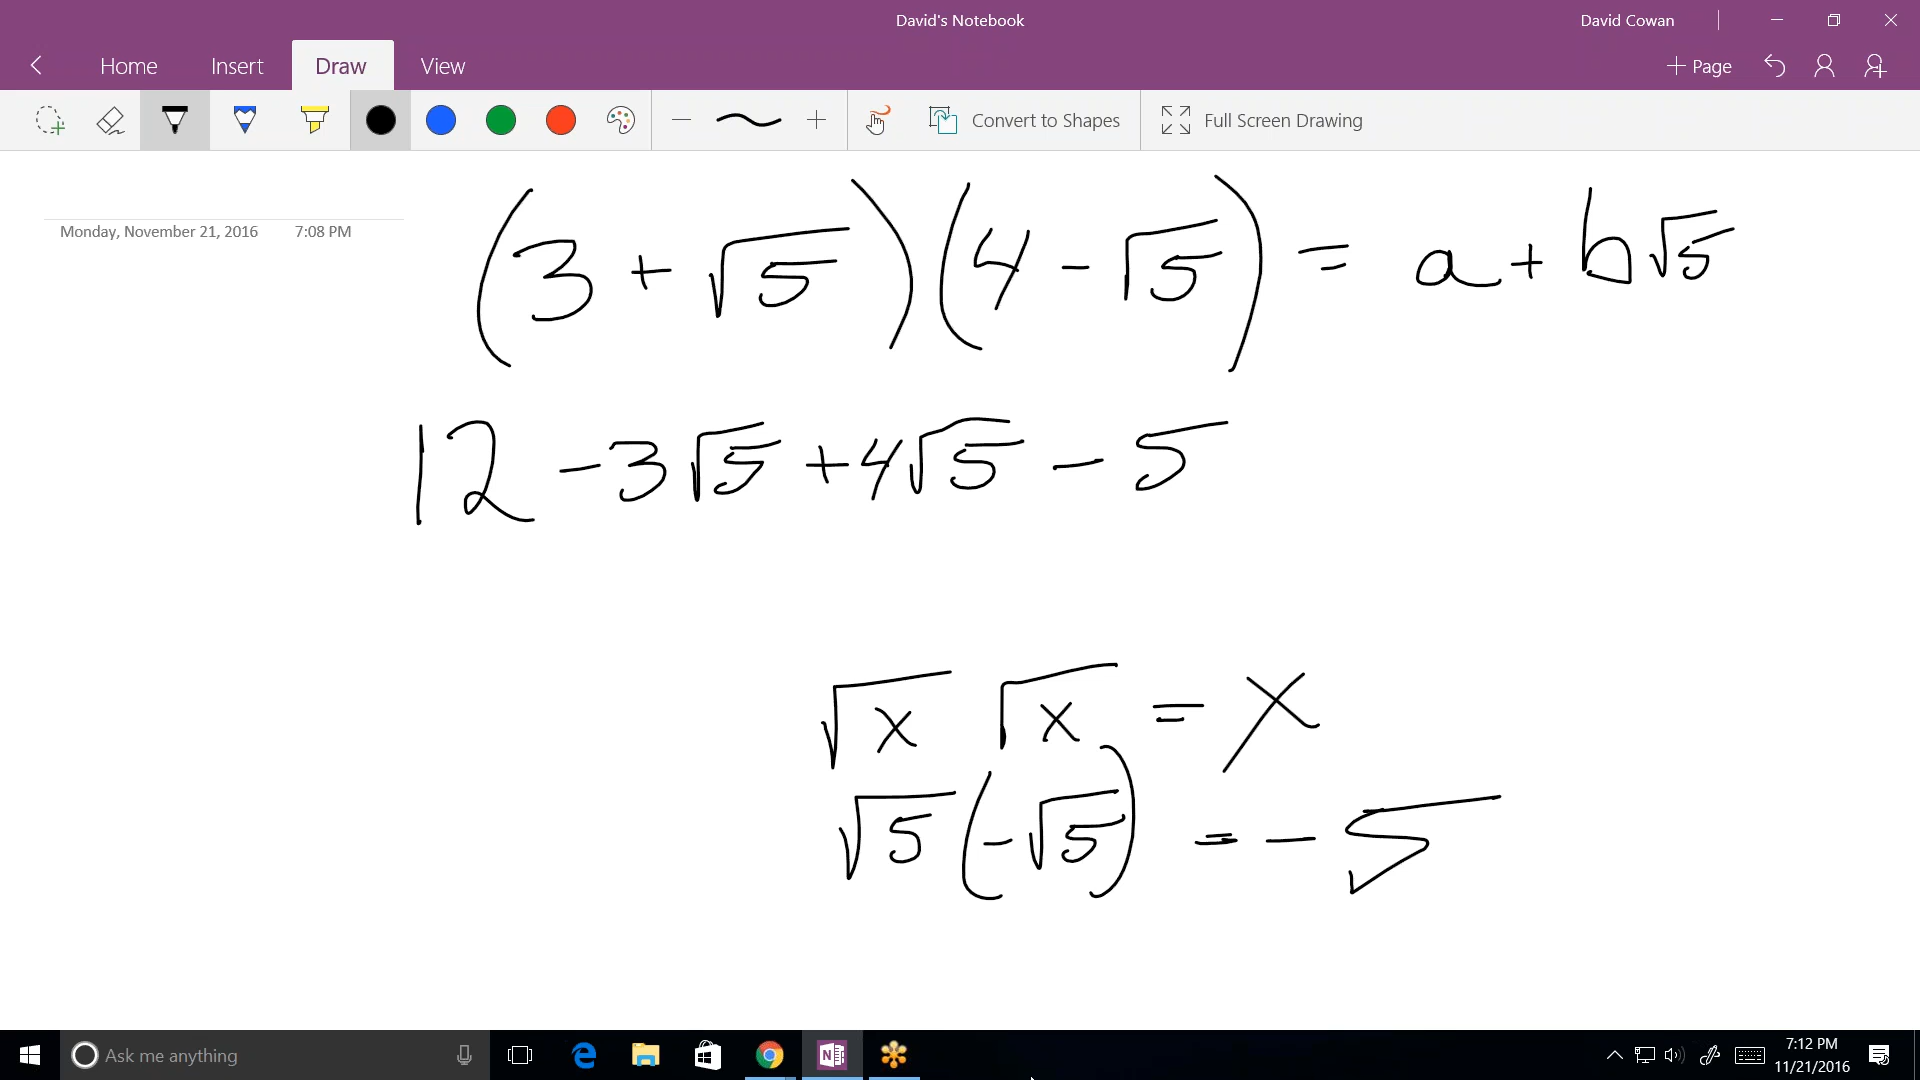 David's Notebook
David Cowan
Home Insert Draw View
Page
Convert to Shapes
Full Screen Drawing
Monday, November 21, 2016 7:08 PM
(3 + √5)(4 - √5) = a + b√5
12 - 3√5 + 4√5 - 5
√x √x = x
√5(-√5) = - 5
Ask me anything
N
7:12 PM
11/21/2016